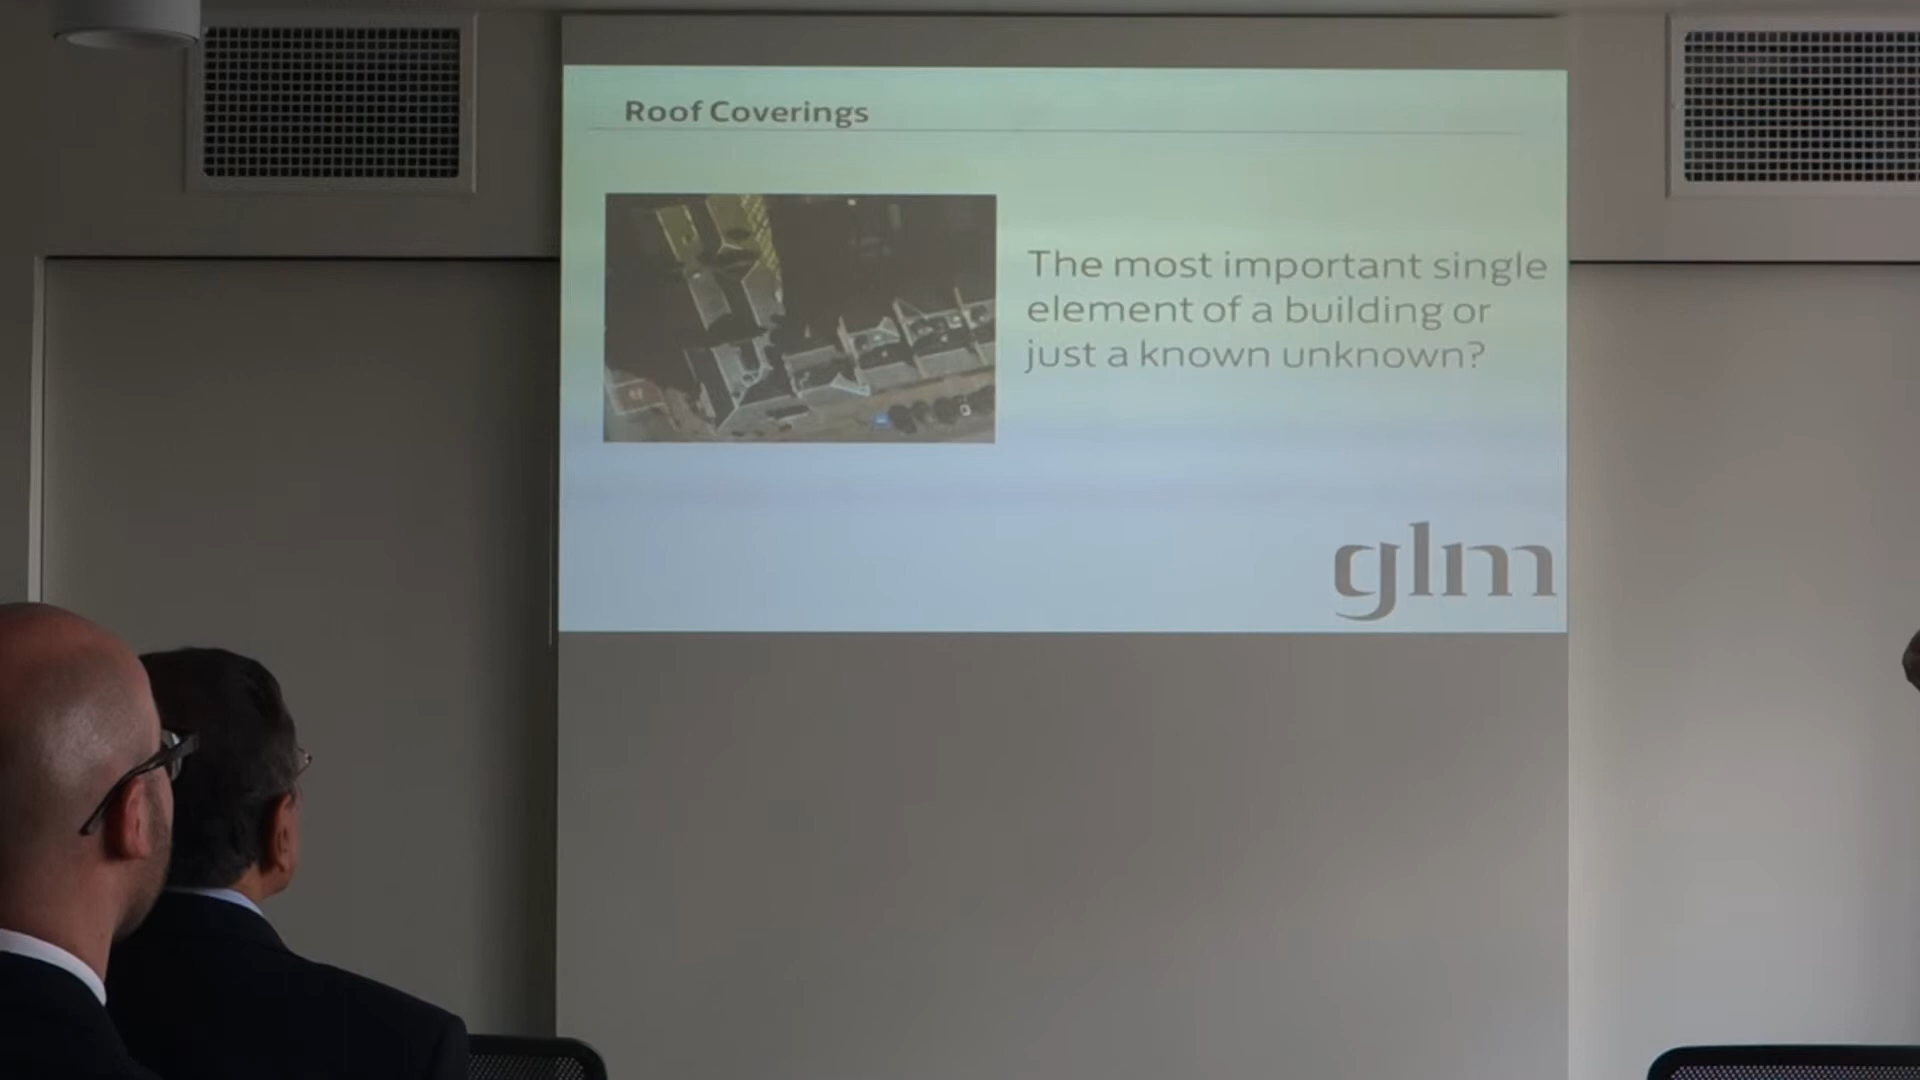 Roof Coverings
The most important single
element of a building or
just a known unknown?
glm